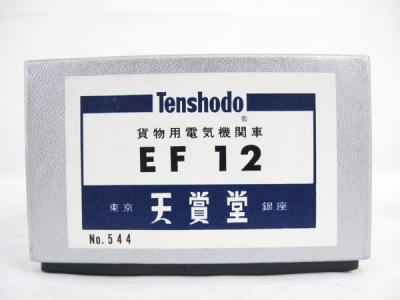 Tenshodo®
貨物用電気機関車
EF 12
東京 天賞堂 銀座
No.544